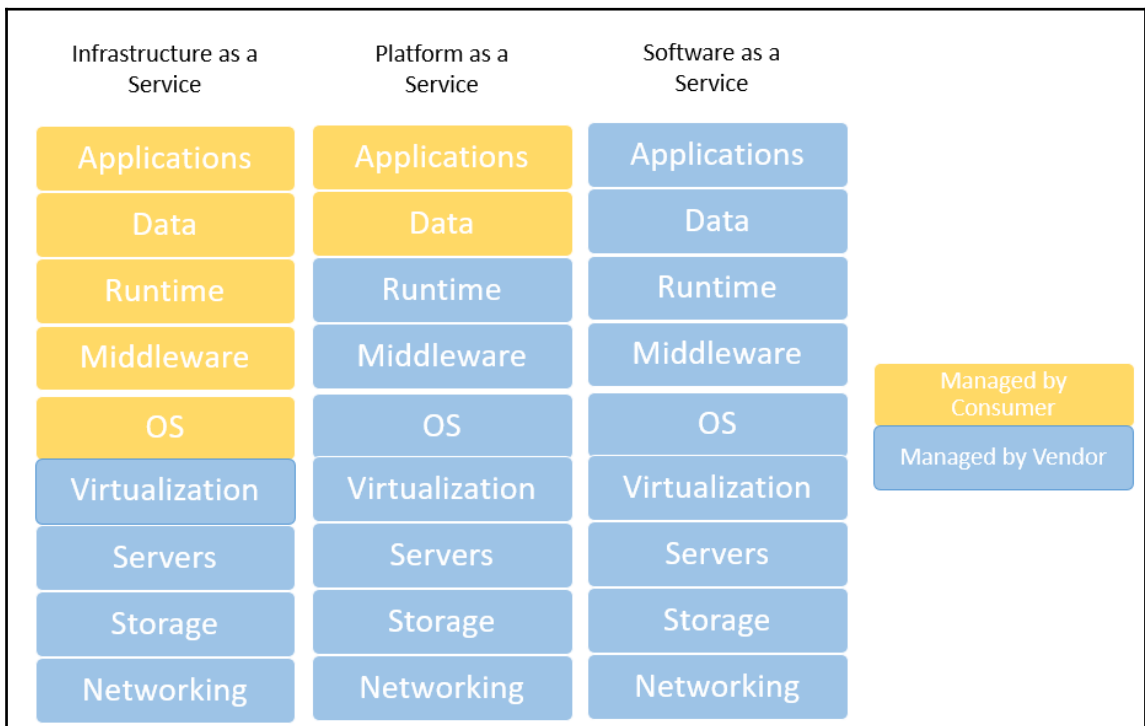 Infrastructure as a
Service
Applications
Data
Runtime
Middleware
OS
Virtualization
Servers
Storage
Networking
Platform as a
Service
Applications
Data
Runtime
Middleware
OS
Virtualization
Servers
Storage
Networking
Software as a
Service
Applications
Data
Runtime
Middleware
OS
Virtualization
Servers
Storage
Networking
Managed by
Consumer
Managed by Vendor